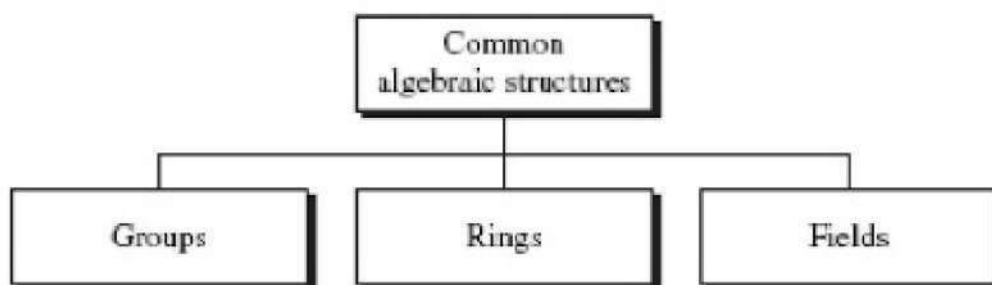 Common
algebraic structures
Groups
Rings
Fields